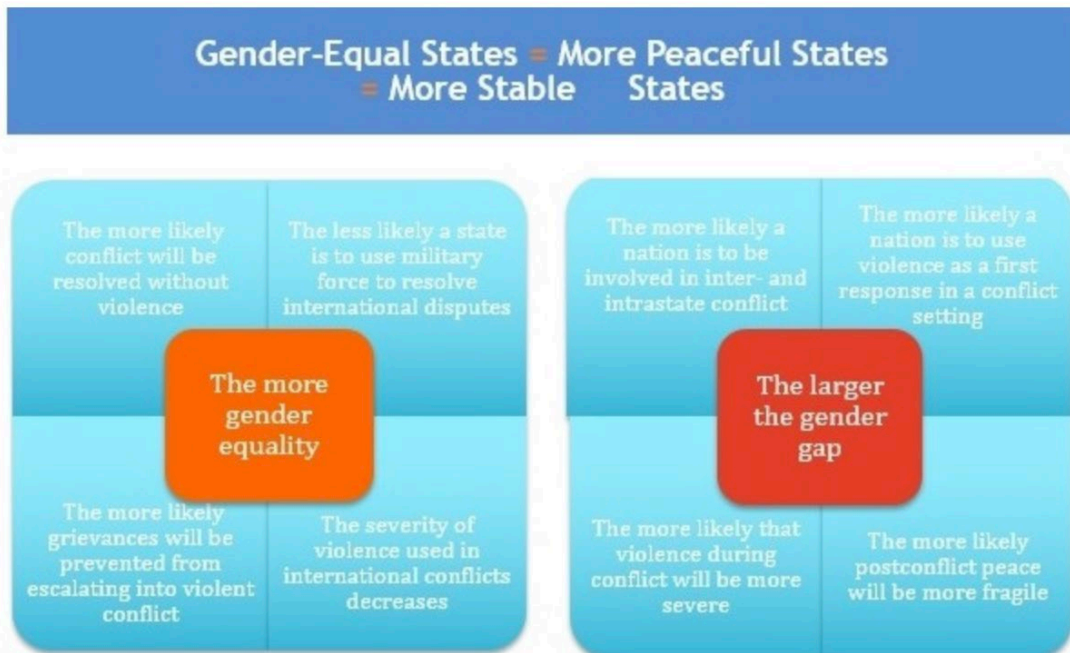 Gender-Equal States = More Peaceful States
= More Stable States
The more likely
conflict will be
resolved without
violence
The less likely a state
is to use military
force to resolve
international disputes
The more
gender
equality
The more likely
grievances will be
prevented from
escalating into violent
conflict
The severity of
violence used in
international conflicts
decreases
The more likely a
nation is to be
involved in inter- and
intrastate conflict
The more likely a
nation is to use
violence as a first
response in a conflict
setting
The larger
the gender
gap
The more likely that
violence during
conflict will be more
severe
The more likely
postconflict peace
will be more fragile